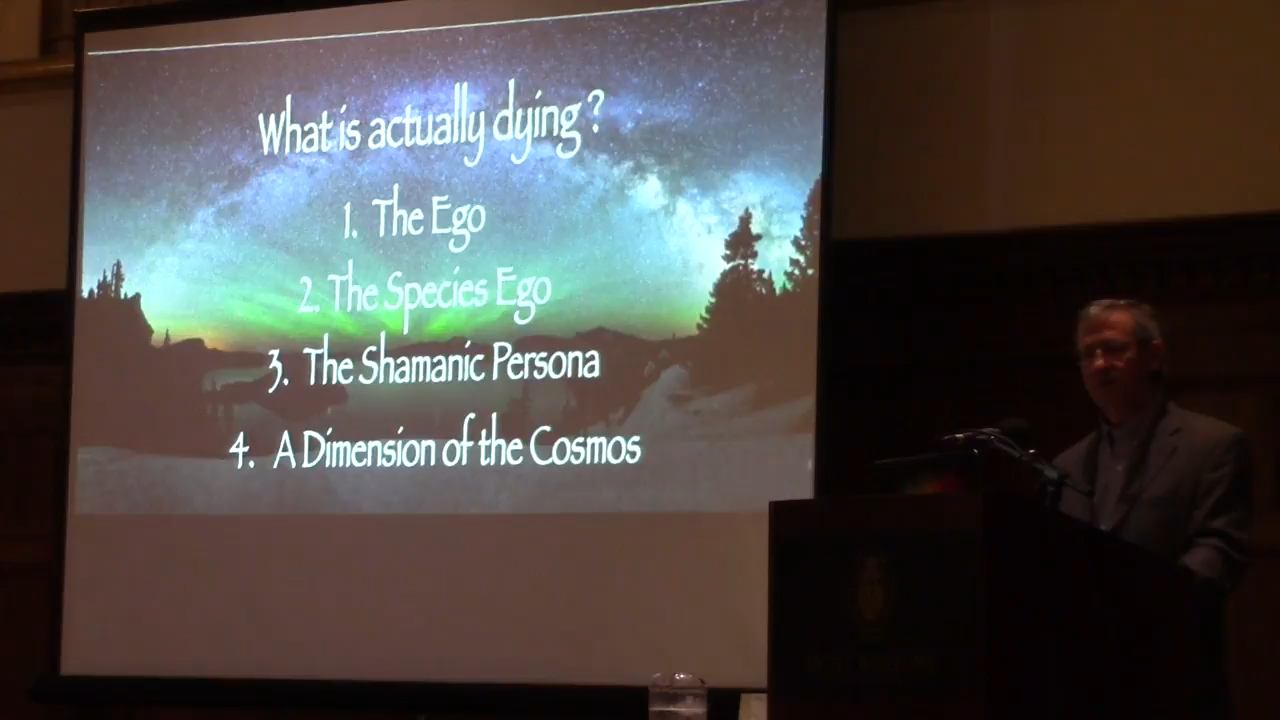 What is actually dying?
1. The Ego
2. The Species Ego
3. The Shamanic Persona
4. A Dimension of the Cosmos